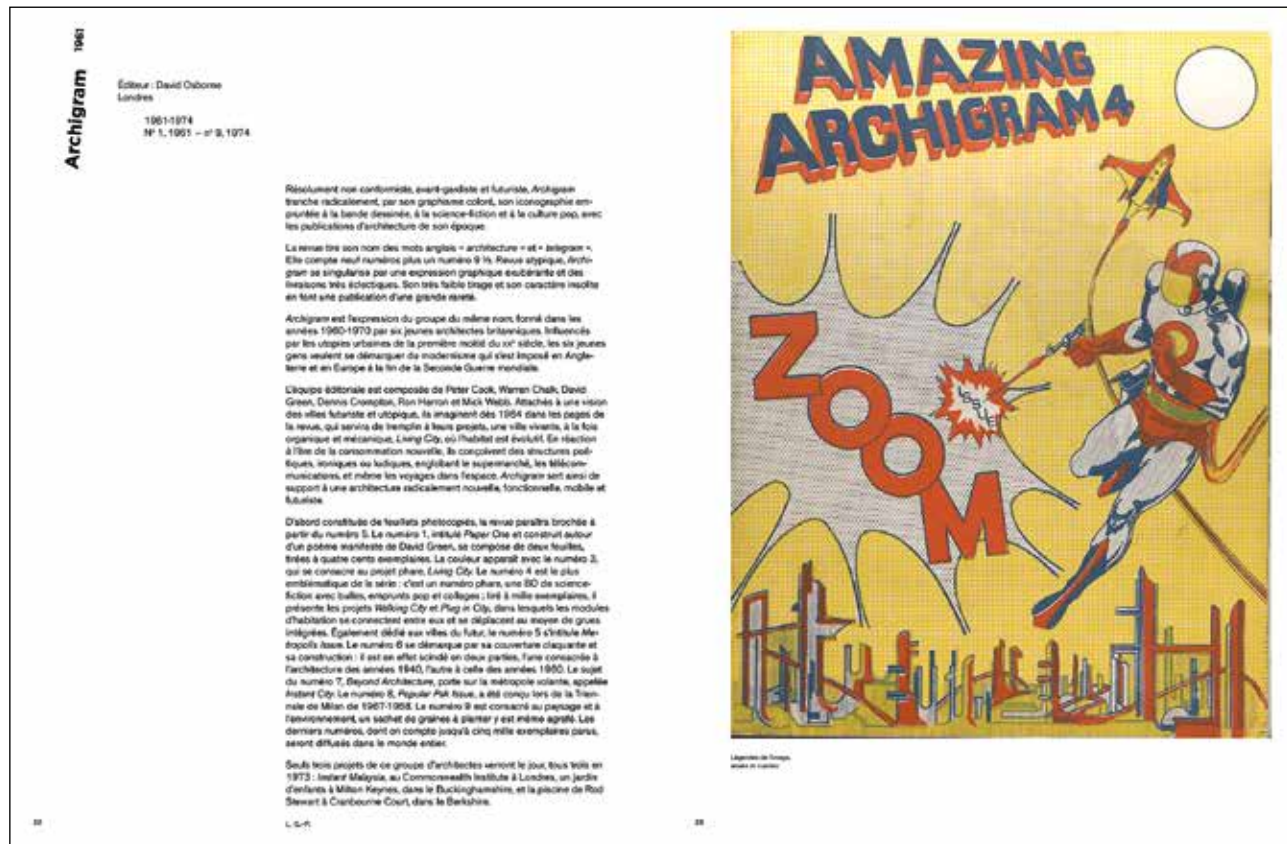 Archigram 1961
Éditeur : David Osborne
Londres
1961-1974
Nº 1, 1961 – nº 9, 1974
Résolument non conformiste, avant-gardiste et futuriste, Archigram
tranche radicalement, par son graphisme coloré, son iconographie em-
pruntée à la bande dessinée, à la science-fiction et à la culture pop, avec
les publications d'architecture de son époque.
La revue tire son nom des mots anglais « architecture » et « telegram ».
Elle compte neuf numéros plus un numéro 9 ½. Revue atypique, Archi-
gram se singularise par une expression graphique exubérante et des
livraisons très éclectiques. Son très faible tirage et son caractère insolite
en font une publication d'une grande rareté.
Archigram est l'expression du groupe du même nom, formé dans les
années 1960-1970 par six jeunes architectes britanniques. Influencés
par les utopies urbaines de la première moitié du XXe siècle, les six jeunes
gens veulent se démarquer du modernisme qui s'est imposé en Angle-
terre et en Europe à la fin de la Seconde Guerre mondiale.
L'équipe éditoriale est composée de Peter Cook, Warren Chalk, David
Green, Dennis Crompton, Ron Herron et Mick Webb. Attachés à une vision
des villes futuriste et utopique, ils imaginent dès 1964 dans les pages de
la revue, qui servira de tremplin à leurs projets, une ville vivante, à la fois
organique et mécanique, Living City, où l'habitat est évolutif. En réaction
à l'ère de la consommation nouvelle, ils conçoivent des structures poé-
tiques, ironiques ou ludiques, englobant le supermarché, les télécom-
munications, et même les voyages dans l'espace. Archigram sert ainsi de
support à une architecture radicalement nouvelle, fonctionnelle, mobile et
futuriste.
D'abord constituée de feuillets photocopiés, la revue paraîtra brochée à
partir du numéro 5. Le numéro 1, intitulé Paper One et construit autour
d'un poème manifeste de David Green, se compose de deux feuilles,
tirées à quatre cents exemplaires. La couleur apparaît avec le numéro 3,
qui se consacre au projet phare, Living City. Le numéro 4 est le plus
emblématique de la série : c'est un numéro phare, une BD de science-
fiction avec bulles, emprunts pop et collages ; tiré à mille exemplaires, il
présente les projets Walking City et Plug in City, dans lesquels les modules
d'habitation se connectent entre eux et se déplacent au moyen de grues
intégrées. Également dédié aux villes du futur, le numéro 5 s'intitule Me-
tropolis Issue. Le numéro 6 se démarque par sa couverture claquante et
sa construction : il est en effet scindé en deux parties, l'une consacrée à
l'architecture des années 1940, l'autre à celle des années 1960. Le sujet
du numéro 7, Beyond Architecture, porte sur la métropole volante, appelée
Instant City. Le numéro 8, Popular Pak Issue, a été conçu lors de la Trien-
nale de Milan de 1967-1968. Le numéro 9 est consacré au paysage et à
l'environnement, un sachet de graines à planter y est même agrafé. Les
derniers numéros, dont on compte jusqu'à cinq mille exemplaires parus,
seront diffusés dans le monde entier.
Seuls trois projets de ce groupe d'architectes verront le jour, tous trois en
1973 : Instant Malaysia, au Commonwealth Institute à Londres, un jardin
d'enfants à Milton Keynes, dans le Buckinghamshire, et la piscine de Rod
Stewart à Cranbourne Court, dans le Berkshire.
AMAZING
ARCHIGRAM 4
ZOOM
ISSUE
Légendes de l'image,